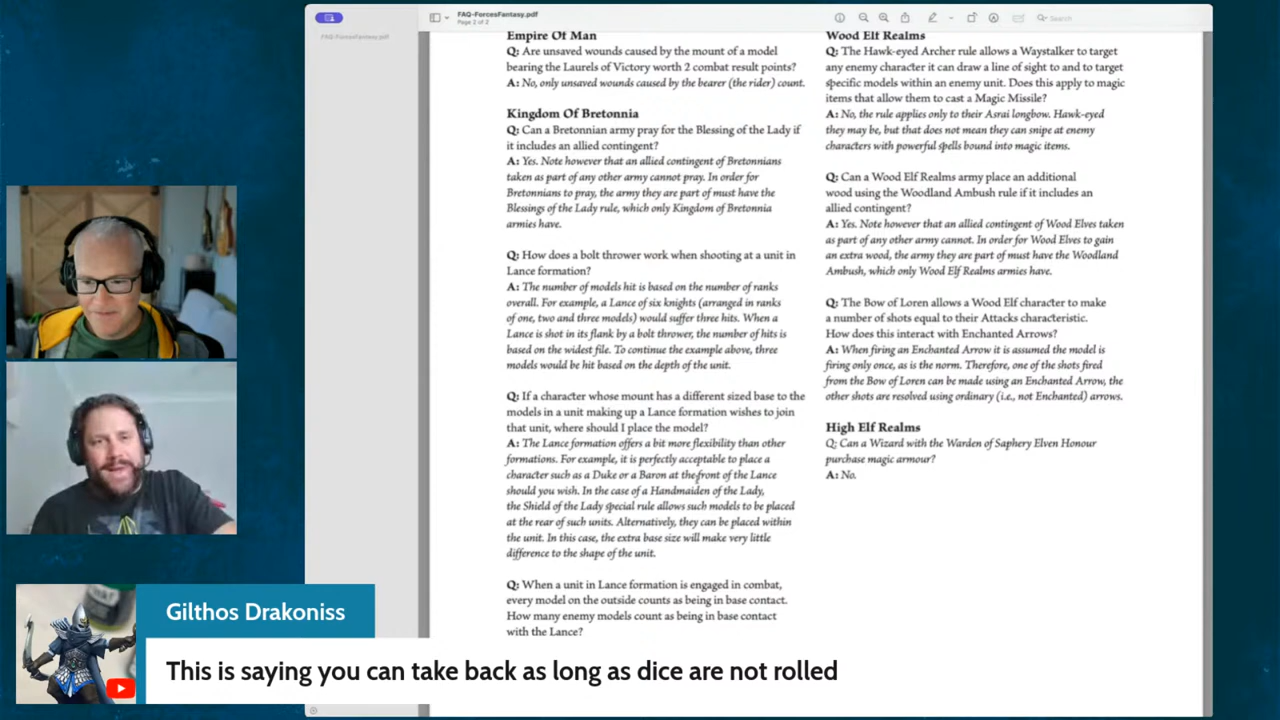 FAQ-ForcesFantasy.pdf
Page 2 of 2
Search
FAQ-ForcesFantasy.pdf
Empire Of Man
Q: Are unsaved wounds caused by the mount of a model
bearing the Laurels of Victory worth 2 combat result points?
A: No, only unsaved wounds caused by the bearer (the rider) count.
Kingdom Of Bretonnia
Q: Can a Bretonnian army pray for the Blessing of the Lady if
it includes an allied contingent?
A: Yes. Note however that an allied contingent of Bretonnians
taken as part of any other army cannot pray. In order for
Bretonnians to pray, the army they are part of must have the
Blessings of the Lady rule, which only Kingdom of Bretonnia
armies have.
Q: How does a bolt thrower work when shooting at a unit in
Lance formation?
A: The number of models hit is based on the number of ranks
overall. For example, a Lance of six knights (arranged in ranks
of one, two and three models) would suffer three hits. When a
Lance is shot in its flank by a bolt thrower, the number of hits is
based on the widest file. To continue the example above, three
models would be hit based on the depth of the unit.
Q: If a character whose mount has a different sized base to the
models in a unit making up a Lance formation wishes to join
that unit, where should I place the model?
A: The Lance formation offers a bit more flexibility than other
formations. For example, it is perfectly acceptable to place a
character such as a Duke or a Baron at the front of the Lance
should you wish. In the case of a Handmaiden of the Lady,
the Shield of the Lady special rule allows such models to be placed
at the rear of such units. Alternatively, they can be placed within
the unit. In this case, the extra base size will make very little
difference to the shape of the unit.
Q: When a unit in Lance formation is engaged in combat,
every model on the outside counts as being in base contact.
How many enemy models count as being in base contact
with the Lance?
Wood Elf Realms
Q: The Hawk-eyed Archer rule allows a Waystalker to target
any enemy character it can draw a line of sight to and to target
specific models within an enemy unit. Does this apply to magic
items that allow them to cast a Magic Missile?
A: No, the rule applies only to their Asrai longbow. Hawk-eyed
they may be, but that does not mean they can snipe at enemy
characters with powerful spells bound into magic items.
Q: Can a Wood Elf Realms army place an additional
wood using the Woodland Ambush rule if it includes an
allied contingent?
A: Yes. Note however that an allied contingent of Wood Elves taken
as part of any other army cannot. In order for Wood Elves to gain
an extra wood, the army they are part of must have the Woodland
Ambush, which only Wood Elf Realms armies have.
Q: The Bow of Loren allows a Wood Elf character to make
a number of shots equal to their Attacks characteristic.
How does this interact with Enchanted Arrows?
A: When firing an Enchanted Arrow it is assumed the model is
firing only once, as is the norm. Therefore, one of the shots fired
from the Bow of Loren can be made using an Enchanted Arrow, the
other shots are resolved using ordinary (i.e., not Enchanted) arrows.
High Elf Realms
Q: Can a Wizard with the Warden of Saphery Elven Honour
purchase magic armour?
A: No.
Gilthos Drakoniss
This is saying you can take back as long as dice are not rolled